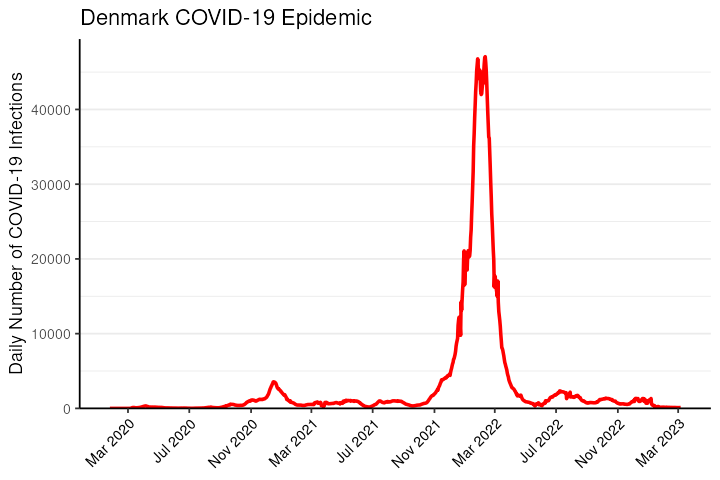 Denmark COVID-19 Epidemic
Daily Number of COVID-19 Infections
40000
30000
20000
10000
0
Mar 2020
Jul 2020
Nov 2020
Mar 2021
Jul 2021
Nov 2021
Mar 2022
Jul 2022
Nov 2022
Mar 2023